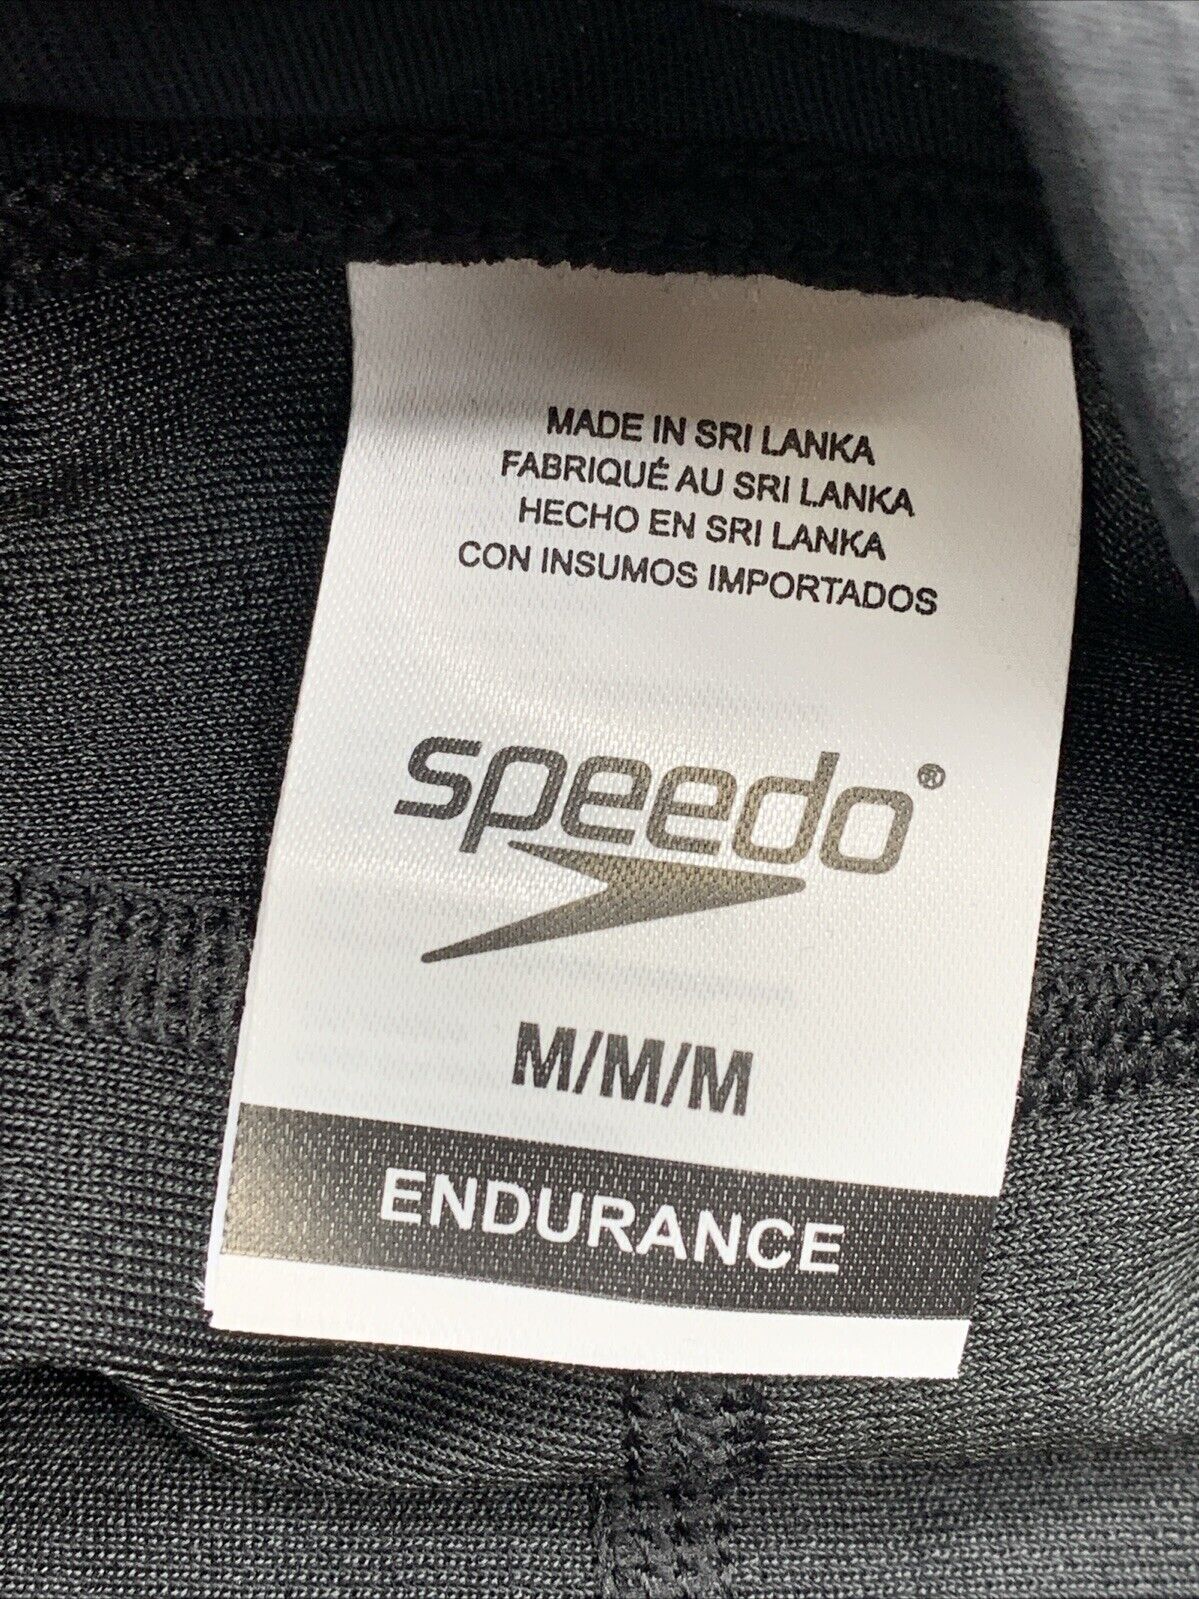 MADE IN SRI LANKA
FABRIQUÉ AU SRI LANKA
HECHO EN SRI LANKA
CON INSUMOS IMPORTADOS
speedo®
M/M/M
ENDURANCE